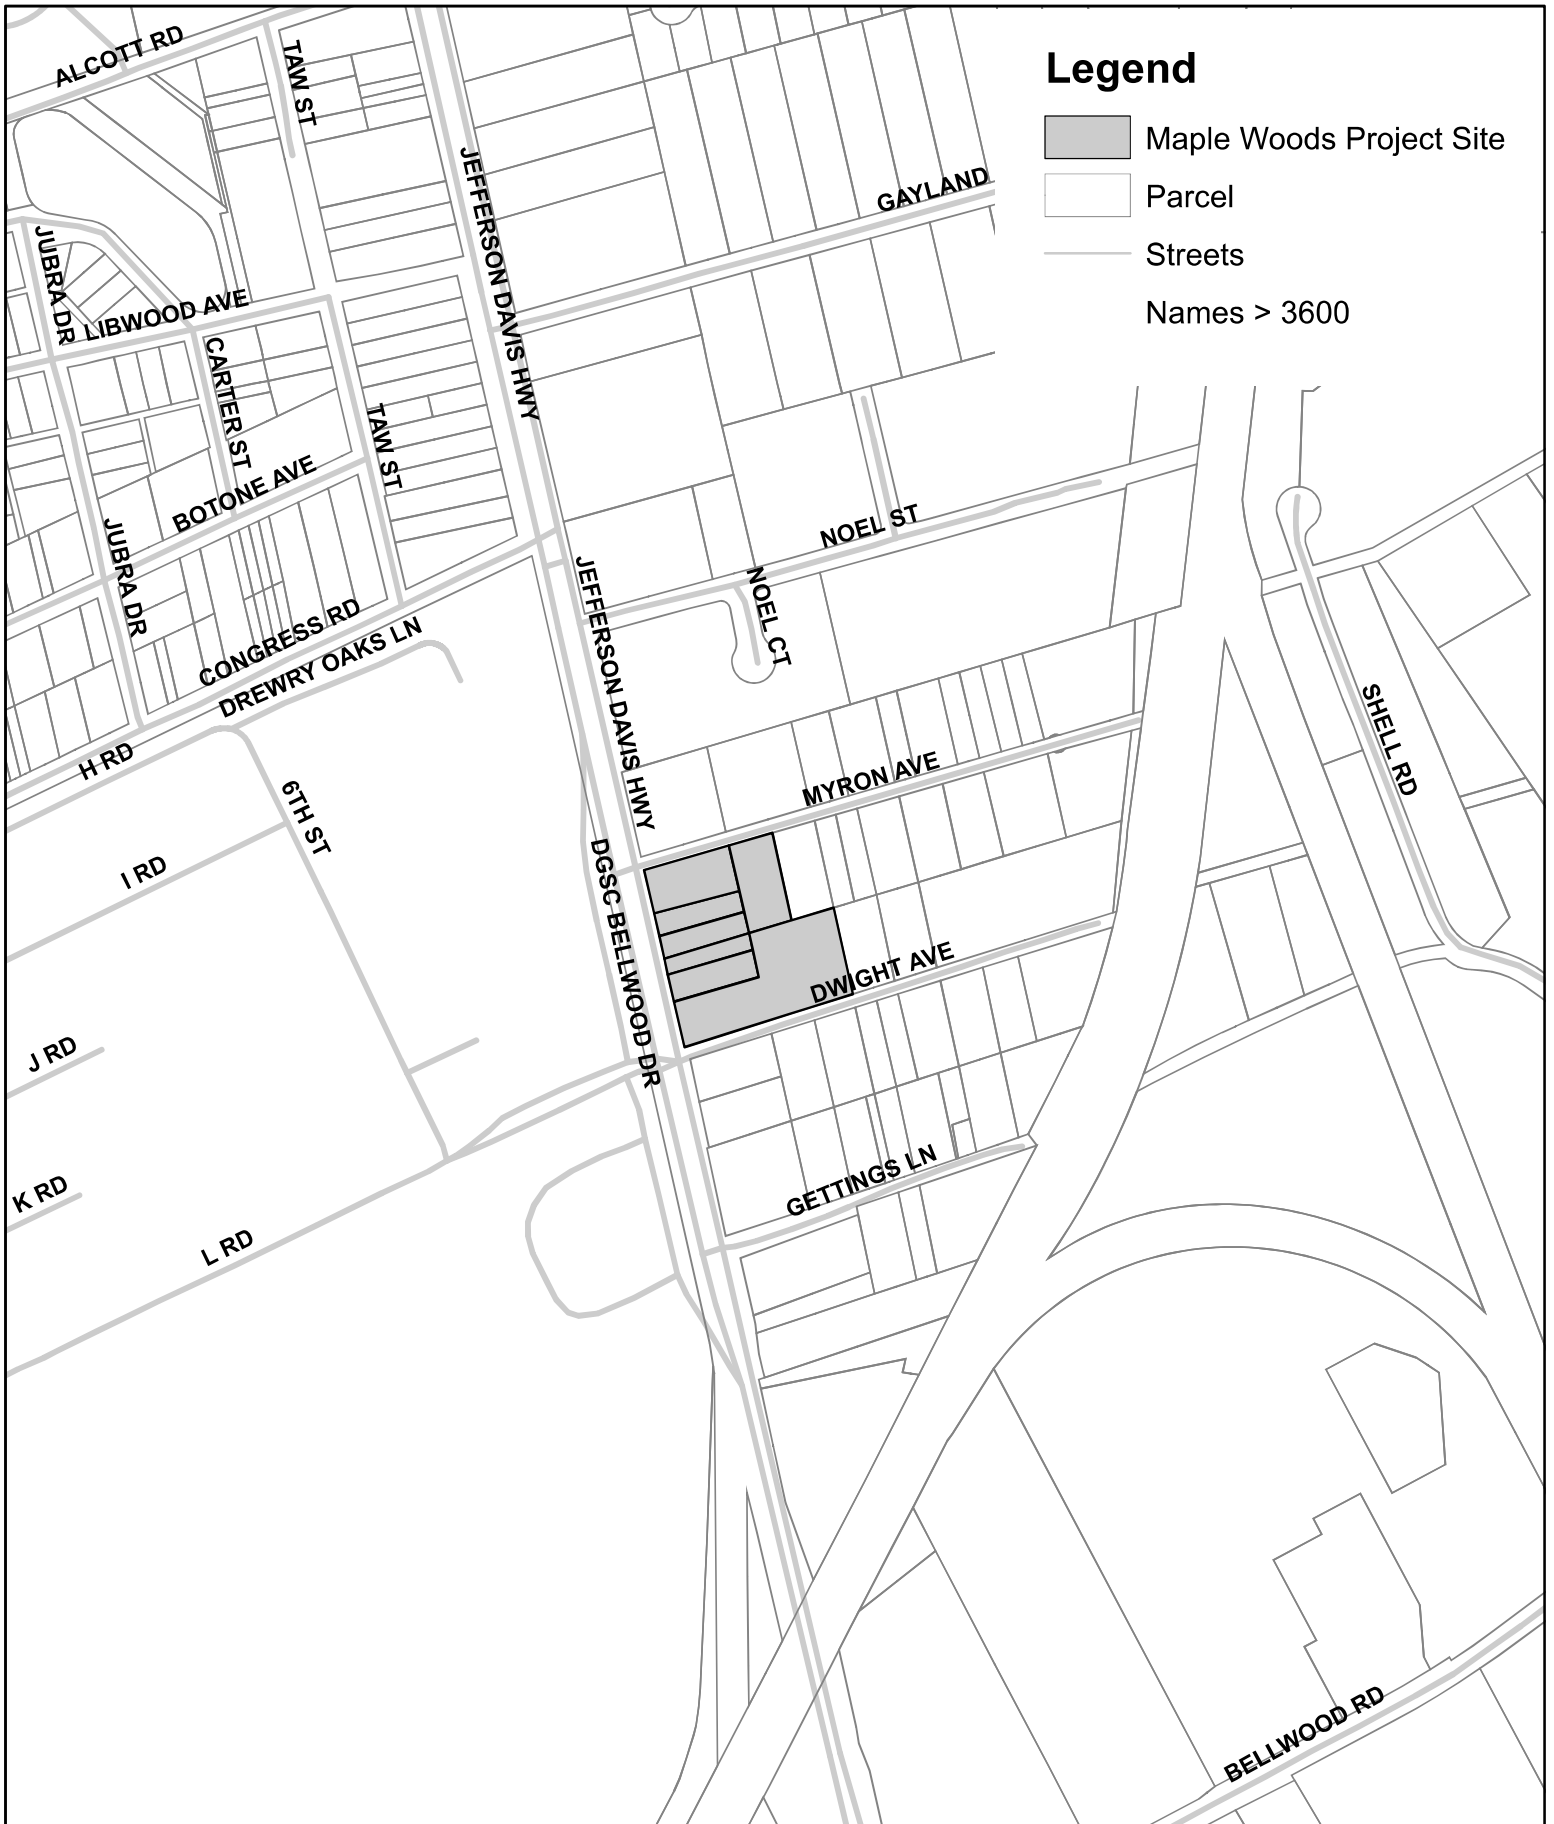 Legend
Maple Woods Project Site
Parcel
Streets
Names > 3600
ALCOTT RD
TAW ST
JEFFERSON DAVIS HWY
GAYLAND
JUBRA DR
LIBWOOD AVE
CARTER ST
TAW ST
BOTONE AVE
NOEL ST
JUBRA DR
JEFFERSON DAVIS HWY
NOEL CT
CONGRESS RD
DREWRY OAKS LN
SHELL RD
H RD
MYRON AVE
6TH ST
I RD
DGSC BELLWOOD DR
DWIGHT AVE
J RD
GETTINGS LN
K RD
L RD
BELLWOOD RD